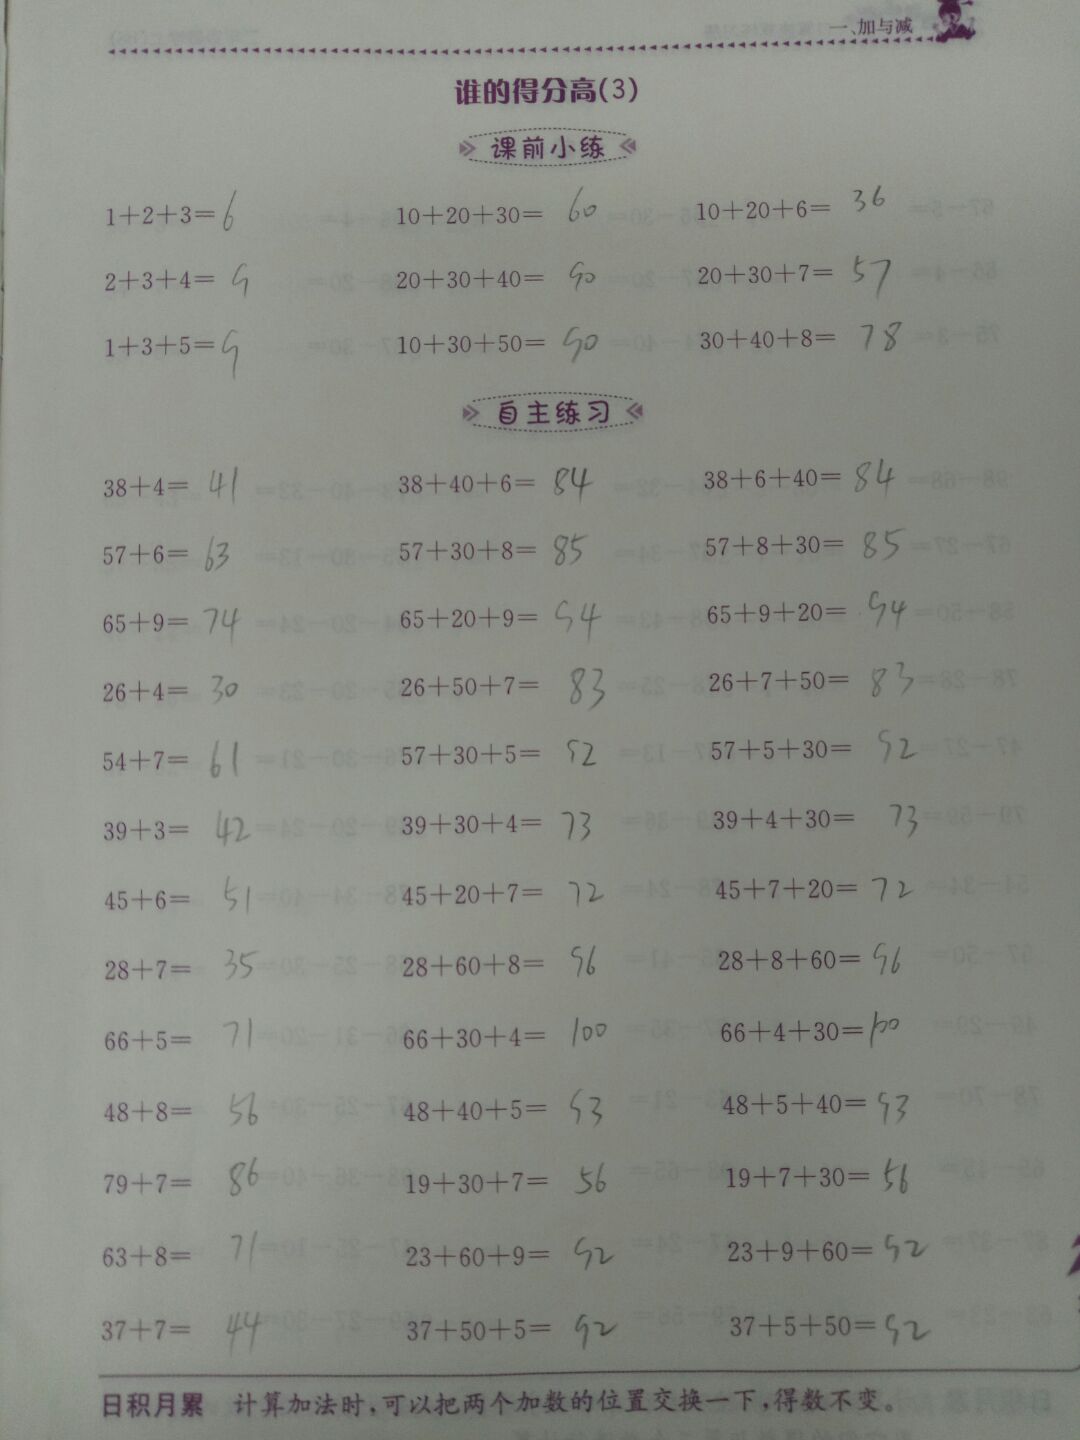 一、加与减
谁的得分高(3)
课前小练
1+2+3=6 10+20+30=60 10+20+6=36
2+3+4=9 20+30+40=90 20+30+7=57
1+3+5=9 10+30+50=90 30+40+8=78
自主练习
38+4=41 38+40+6=84 38+6+40=84
57+6=63 57+30+8=85 57+8+30=85
65+9=74 65+20+9=94 65+9+20=94
26+4=30 26+50+7=83 26+7+50=83
54+7=61 57+30+5=92 57+5+30=92
39+3=42 39+30+4=73 39+4+30=73
45+6=51 45+20+7=72 45+7+20=72
28+7=35 28+60+8=96 28+8+60=96
66+5=71 66+30+4=100 66+4+30=100
48+8=56 48+40+5=93 48+5+40=93
79+7=86 19+30+7=56 19+7+30=56
63+8=71 23+60+9=92 23+9+60=92
37+7=44 37+50+5=92 37+5+50=92
日积月累 计算加法时,可以把两个加数的位置交换一下,得数不变。